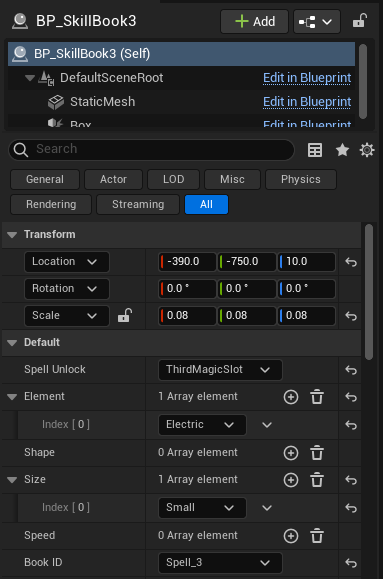 BP_SkillBook3
+ Add
BP_SkillBook3 (Self)
DefaultSceneRoot Edit in Blueprint
StaticMesh Edit in Blueprint
Box Edit in Blueprint
Search
General Actor LOD Misc Physics
Rendering Streaming All
Transform
Location -390.0 -750.0 10.0
Rotation 0.0 ° 0.0 ° 0.0 °
Scale 0.08 0.08 0.08
Default
Spell Unlock ThirdMagicSlot
Element 1 Array element
Index [ 0 ] Electric
Shape 0 Array element
Size 1 Array element
Index [ 0 ] Small
Speed 0 Array element
Book ID Spell_3